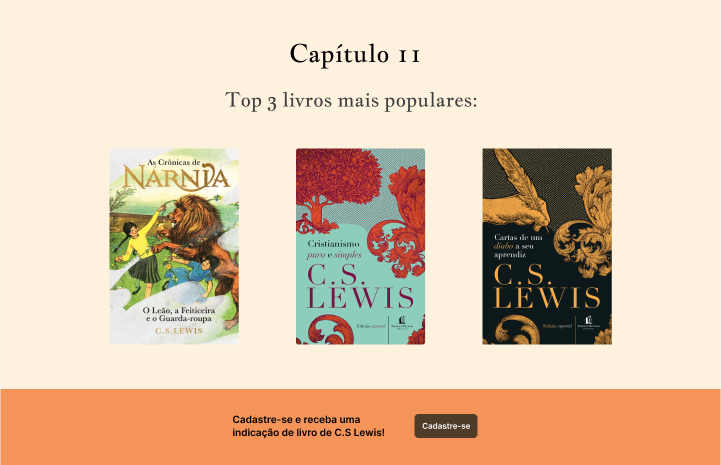 Capítulo 11
Top 3 livros mais populares:
As Crônicas de
NÁRNIA
O Leão, a Feiticeira
e o Guarda-roupa
C.S.LEWIS
Cristianismo
puro e simples
C.S.
LEWIS
Edição especial
Cartas de um
diabo a seu
aprendiz
C.S.
LEWIS
Edição especial
Cadastre-se e receba uma
indicação de livro de C.S Lewis!
Cadastre-se